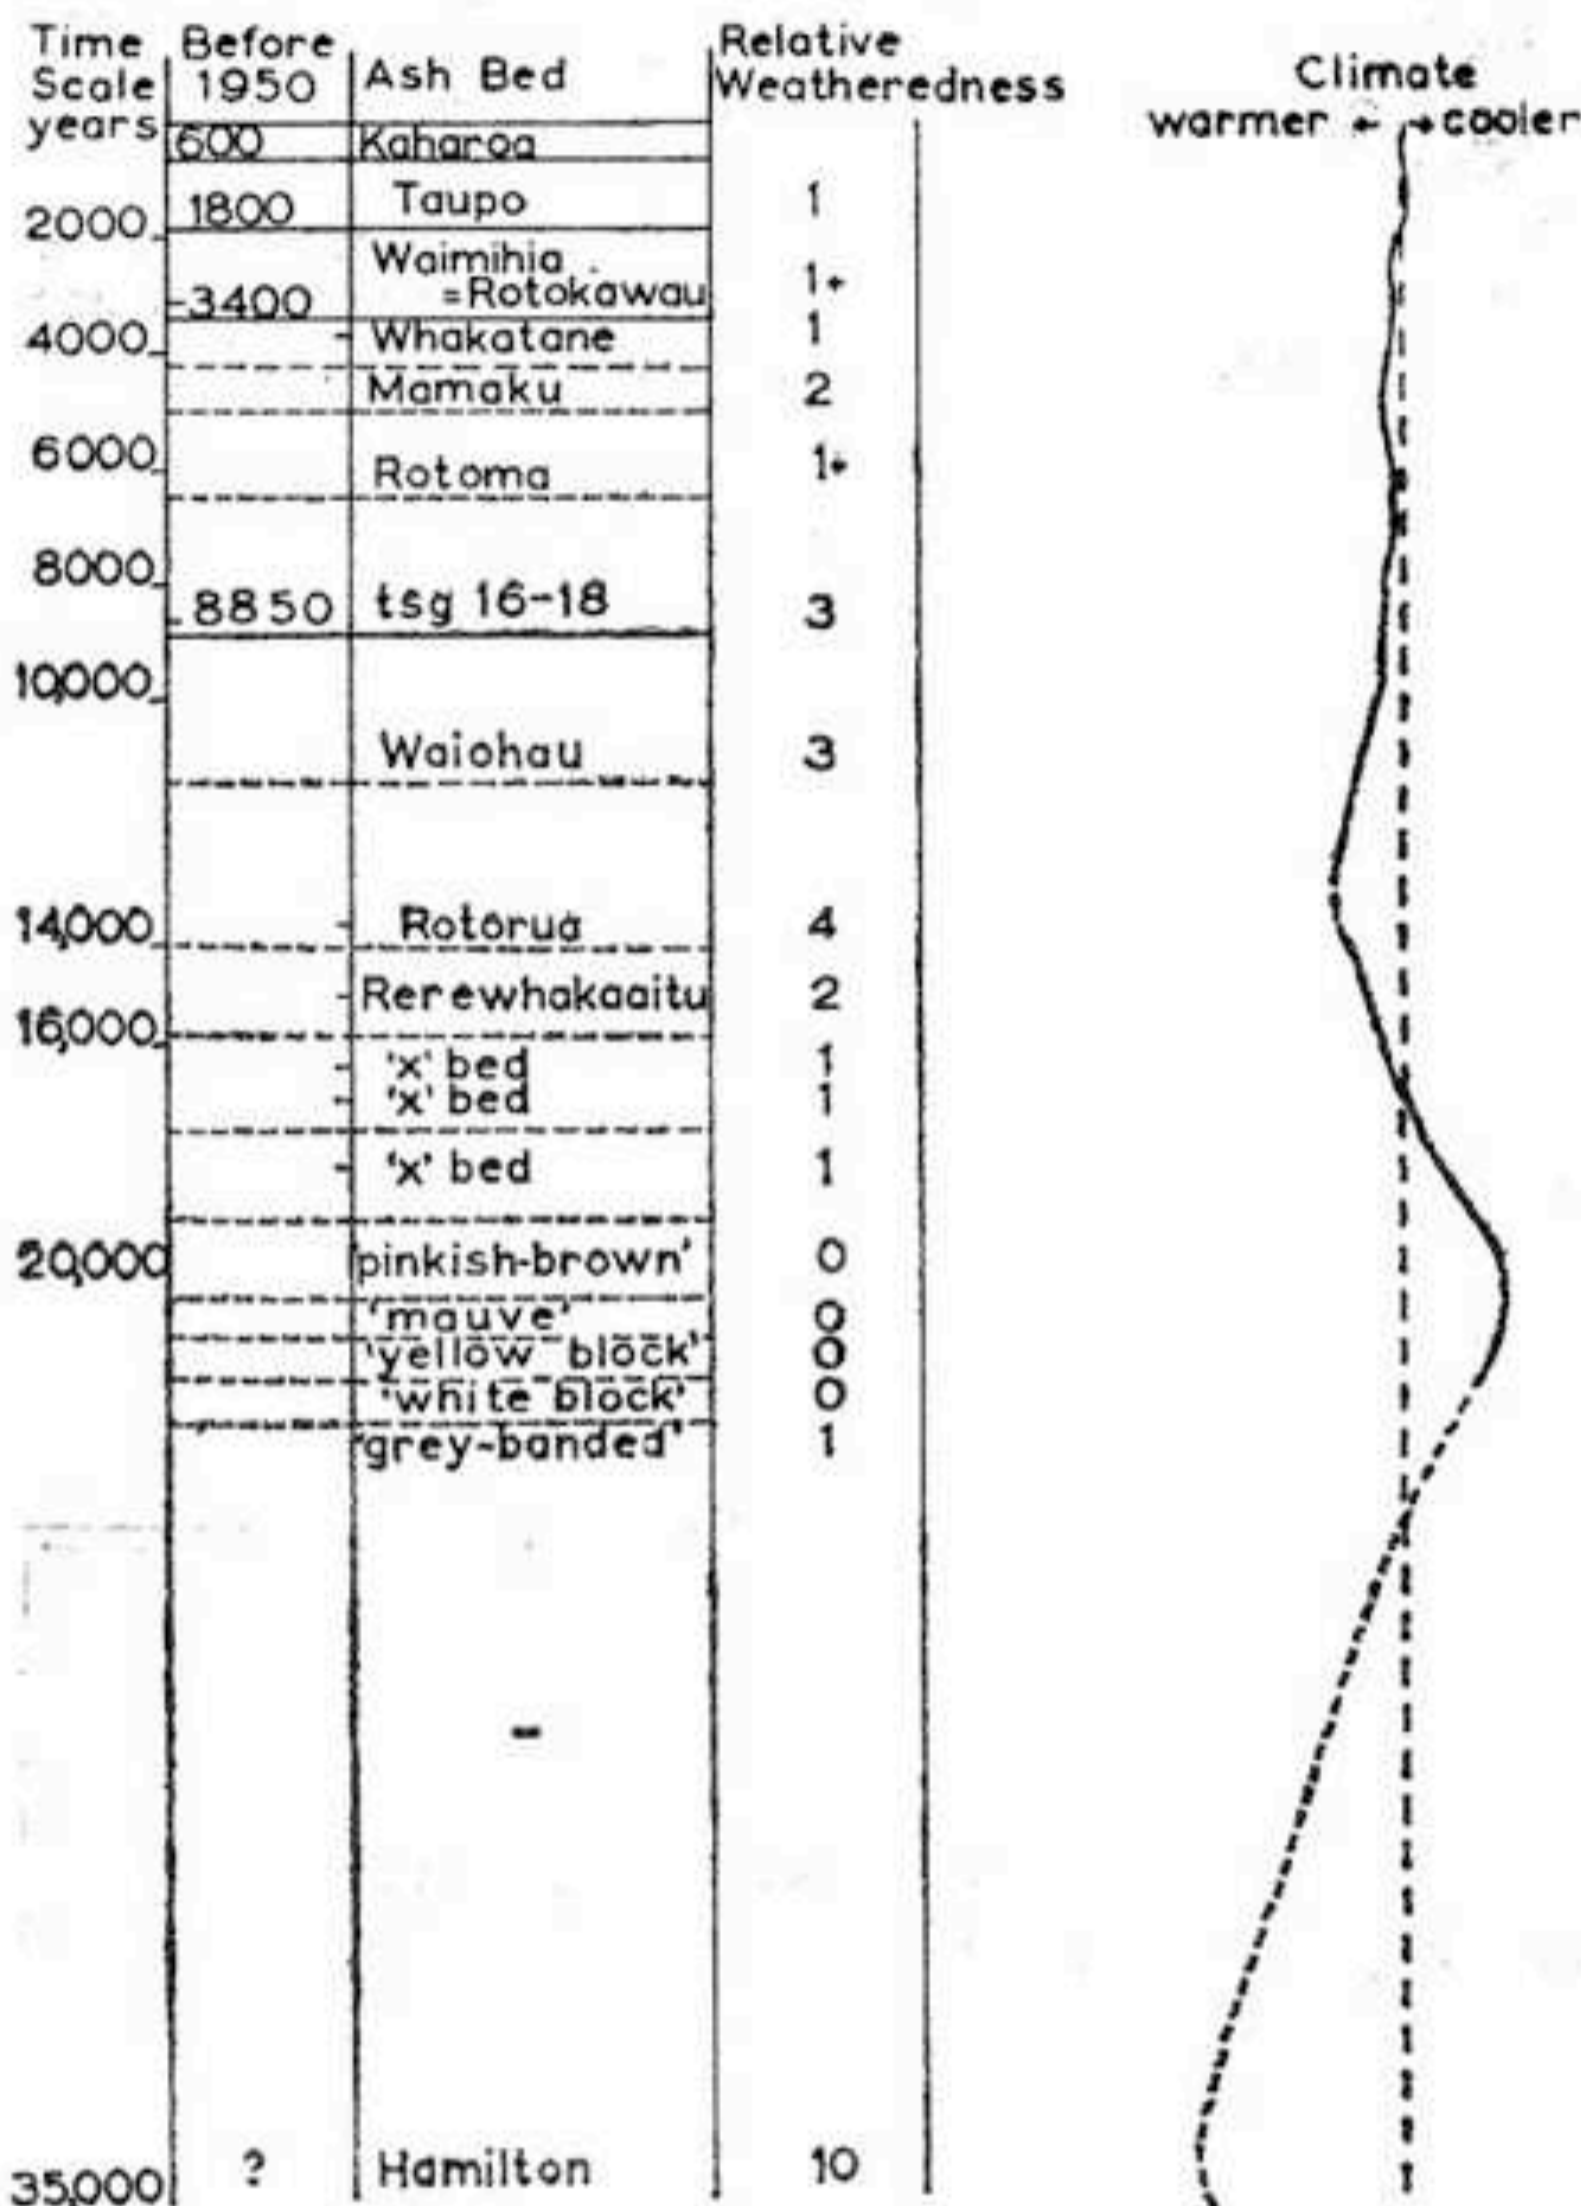 Time Before Relative
Scale 1950 Ash Bed Weatheredness Climate
years warmer ← → cooler
600 Kaharoa
1800 Taupo 1
2000
Waimihia
3400 =Rotokawau 1+
4000 Whakatane 1
Mamaku 2
6000 Rotoma 1+
8000
8850 tsg 16-18 3
10,000
Waiohau 3
14,000 Rotorua 4
Rerewhakaaitu 2
16,000
'x' bed 1
'x' bed 1
'x' bed 1
20,000 'pinkish-brown' 0
'mauve' 0
'yellow block' 0
'white block' 0
'grey-banded' 1
-
35,000 ? Hamilton 10